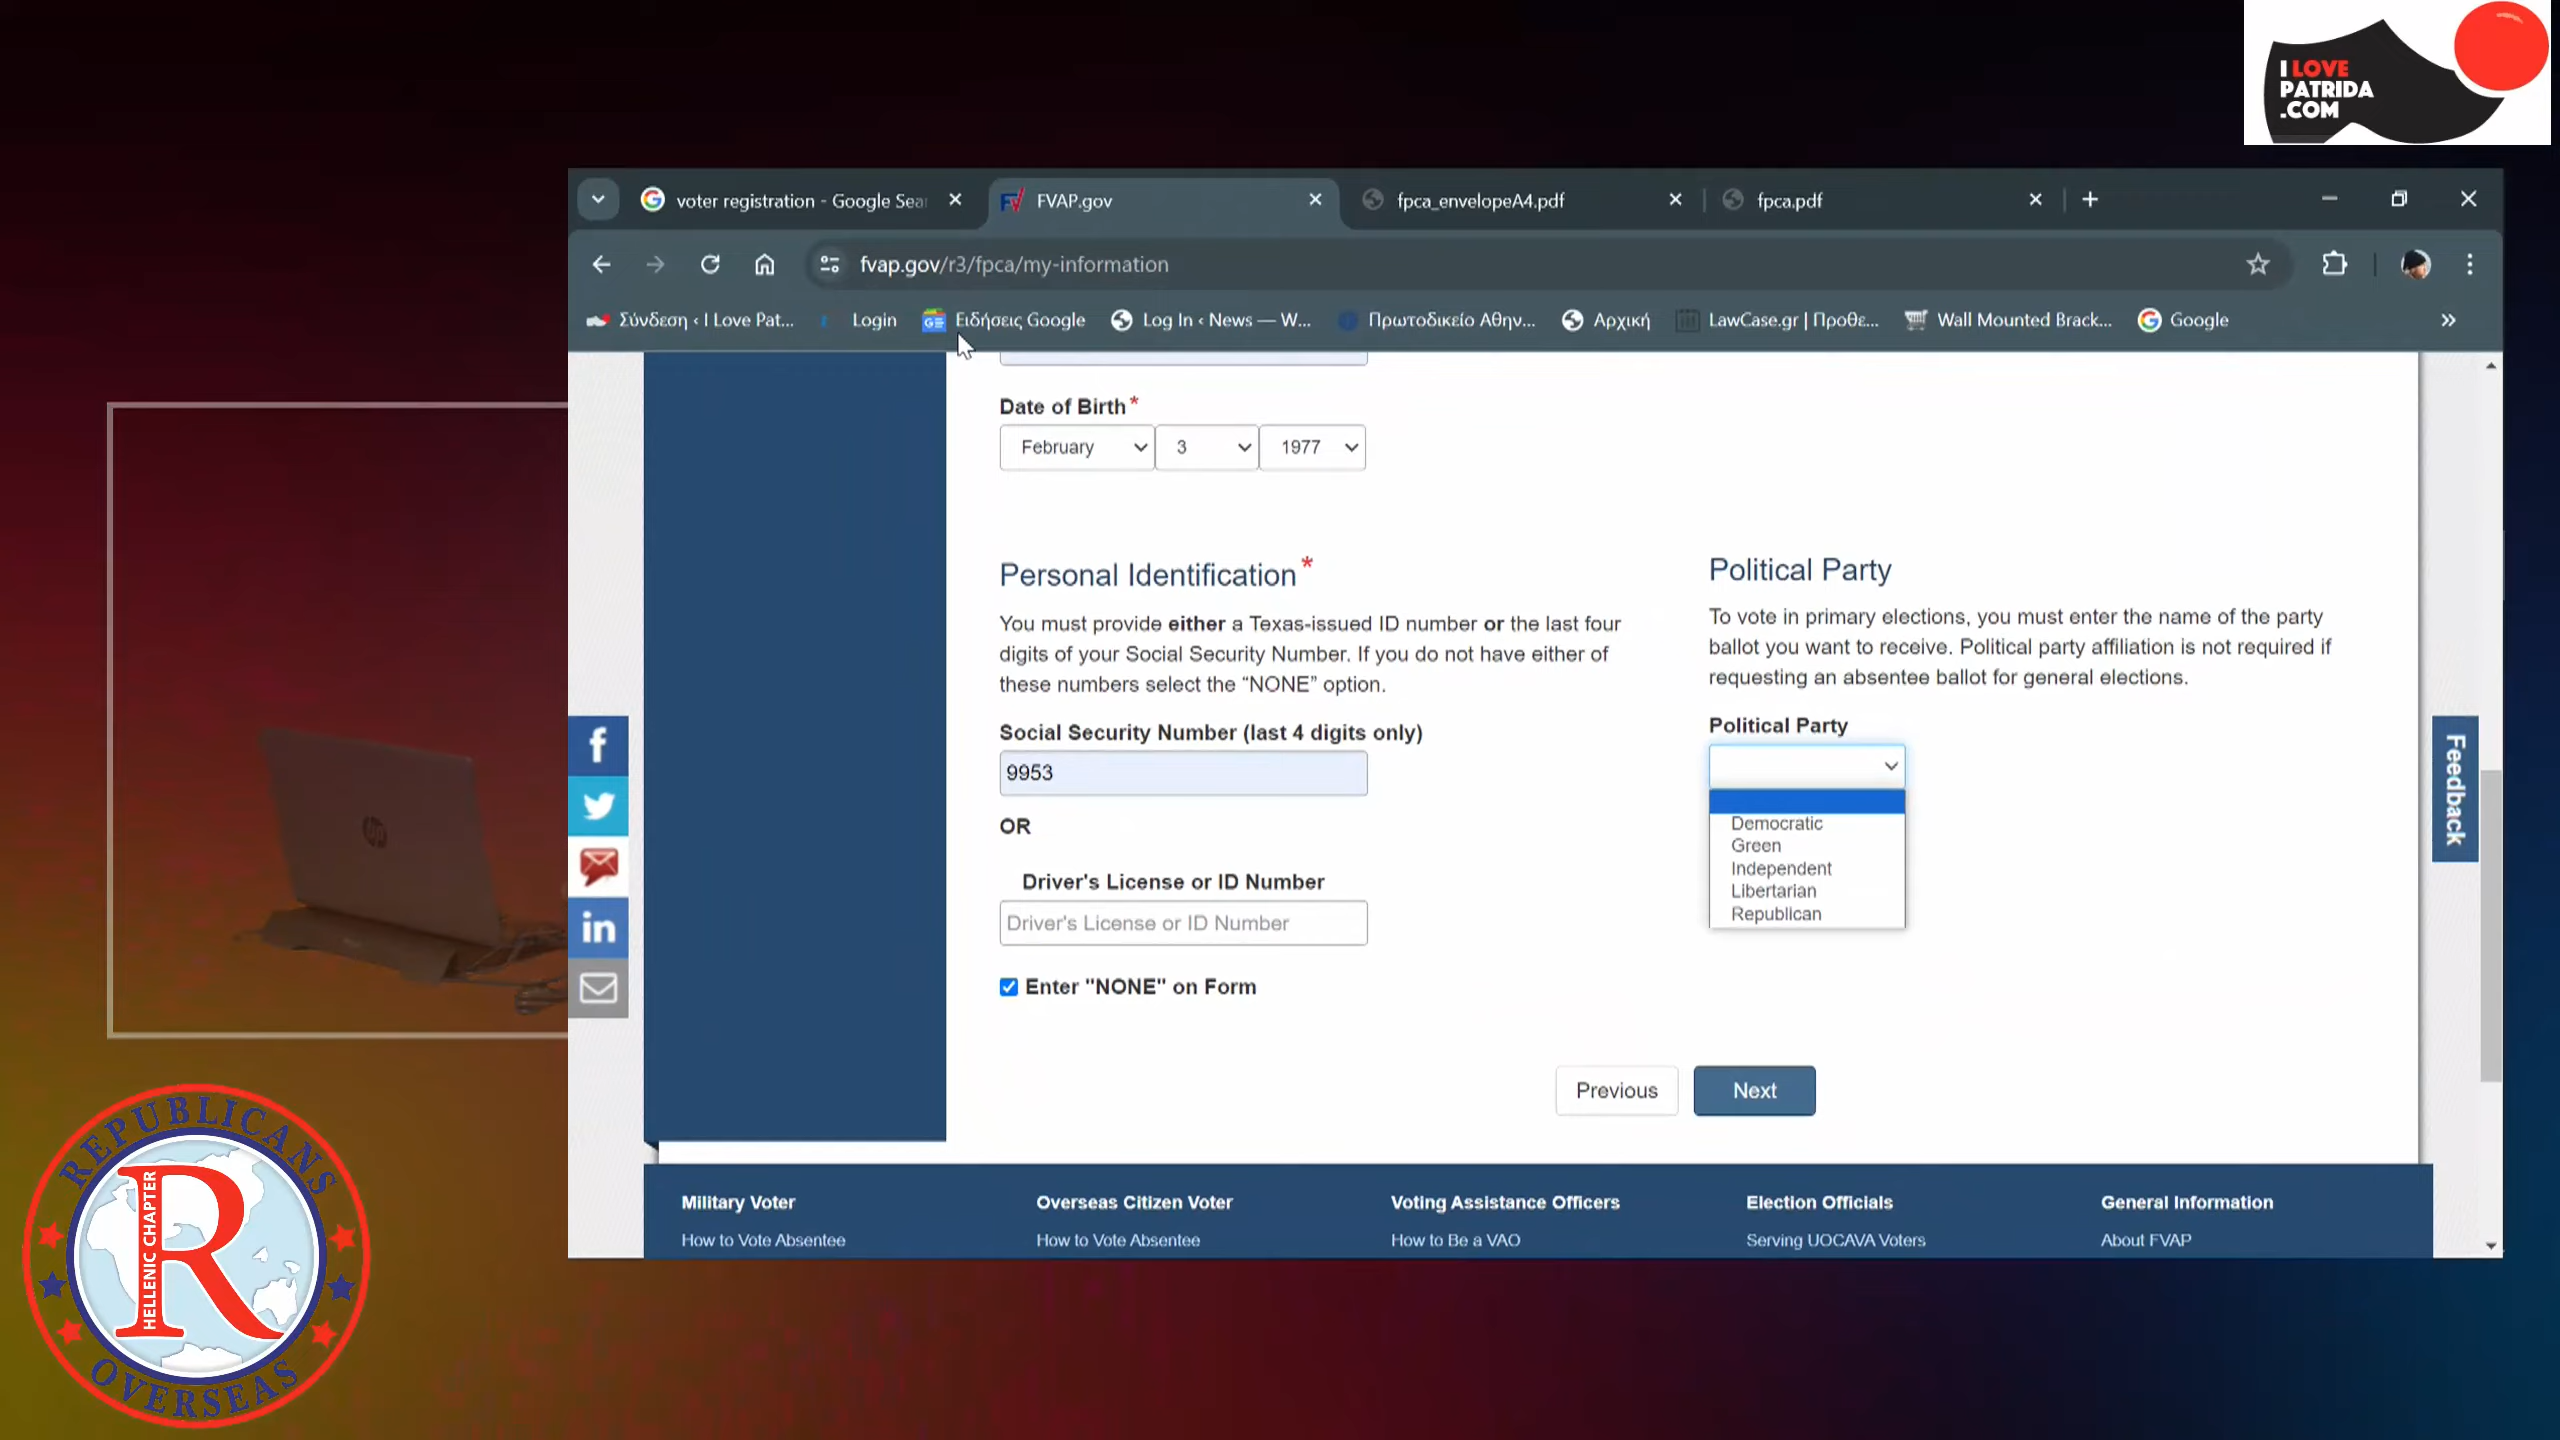 I LOVE
PATRIDA
.COM
voter registration - Google Sear
FVAP.gov
fpca_envelopeA4.pdf
fpca.pdf
fvap.gov/r3/fpca/my-information
Σύνδεση ‹ I Love Pat...
Login
Ειδήσεις Google
Log In ‹ News — W...
Πρωτοδικείο Αθην...
Αρχική
LawCase.gr | Προθε...
Wall Mounted Brack...
Google
Date of Birth*
February 3 1977
Personal Identification*
You must provide either a Texas-issued ID number or the last four
digits of your Social Security Number. If you do not have either of
these numbers select the “NONE” option.
Social Security Number (last 4 digits only)
9953
OR
Driver's License or ID Number
Driver's License or ID Number
Enter "NONE" on Form
Political Party
To vote in primary elections, you must enter the name of the party
ballot you want to receive. Political party affiliation is not required if
requesting an absentee ballot for general elections.
Political Party
Democratic
Green
Independent
Libertarian
Republican
Previous
Next
Feedback
Military Voter
How to Vote Absentee
Overseas Citizen Voter
How to Vote Absentee
Voting Assistance Officers
How to Be a VAO
Election Officials
Serving UOCAVA Voters
General Information
About FVAP
hp
REPUBLICANS
R
HELLENIC CHAPTER
OVERSEAS